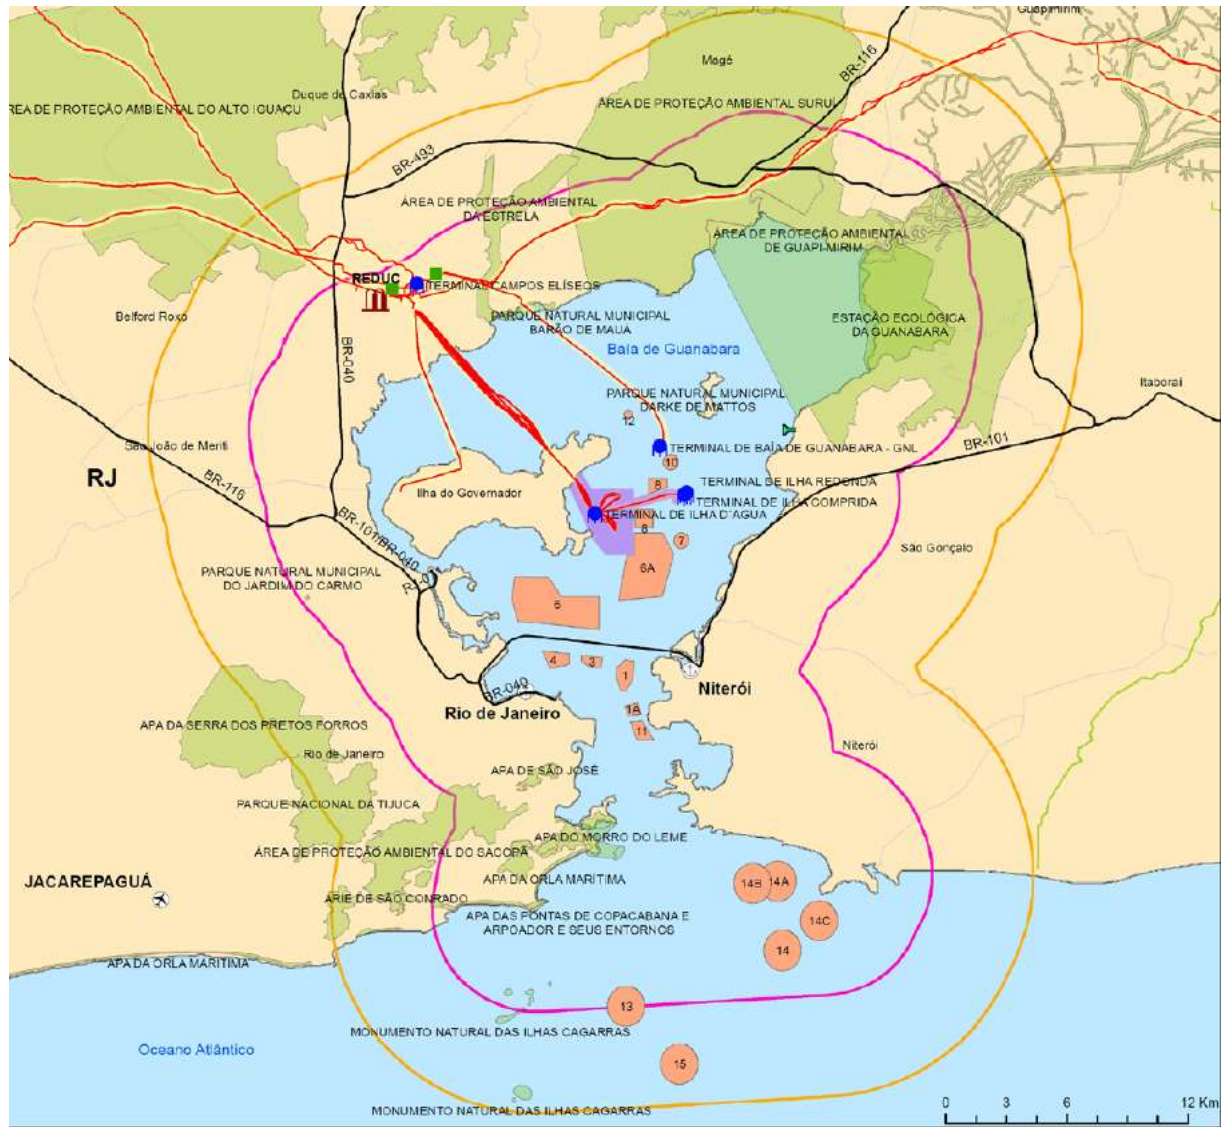 Guapimirim
Magé
BR-116
Duque de Caxias
ÁREA DE PROTEÇÃO AMBIENTAL SURUÍ
REA DE PROTEÇÃO AMBIENTAL DO ALTO IGUAÇU
BR-493
ÁREA DE PROTEÇÃO AMBIENTAL
DA ESTRELA
ÁREA DE PROTEÇÃO AMBIENTAL
DE GUAPI-MIRIM
REDUC
TERMINAL CAMPOS ELÍSEOS
Belford Roxo
PARQUE NATURAL MUNICIPAL
BARÃO DE MAUÁ
ESTAÇÃO ECOLÓGICA
DA GUANABARA
Baía de Guanabara
BR-040
Itaboraí
PARQUE NATURAL MUNICIPAL
DARKE DE MATTOS
12
São João de Meriti
BR-101
TERMINAL DE BAÍA DE GUANABARA - GNL
10
RJ
BR-116
TERMINAL DE ILHA REDONDA
8
Ilha do Governador
TERMINAL DE ILHA COMPRIDA
TERMINAL DE ILHA D'ÁGUA
BR-101/BR-040
7
São Gonçalo
6A
PARQUE NATURAL MUNICIPAL
DO JARDIM DO CARMO
4
3
1
BR-040
Niterói
Rio de Janeiro
1A
11
APA DA SERRA DOS PRETOS FORROS
Rio de Janeiro
Niterói
APA DE SÃO JOSÉ
PARQUE NACIONAL DA TIJUCA
APA DO MORRO DO LEME
ÁREA DE PROTEÇÃO AMBIENTAL DO SACOPÃ
JACAREPAGUÁ
APA DA ORLA MARÍTIMA
14B
14A
ARIE DE SÃO CONRADO
APA DAS PONTAS DE COPACABANA E
ARPOADOR E SEUS ENTORNOS
14C
14
APA DA ORLA MARÍTIMA
13
MONUMENTO NATURAL DAS ILHAS CAGARRAS
Oceano Atlântico
15
MONUMENTO NATURAL DAS ILHAS CAGARRAS
0 3 6 12 Km